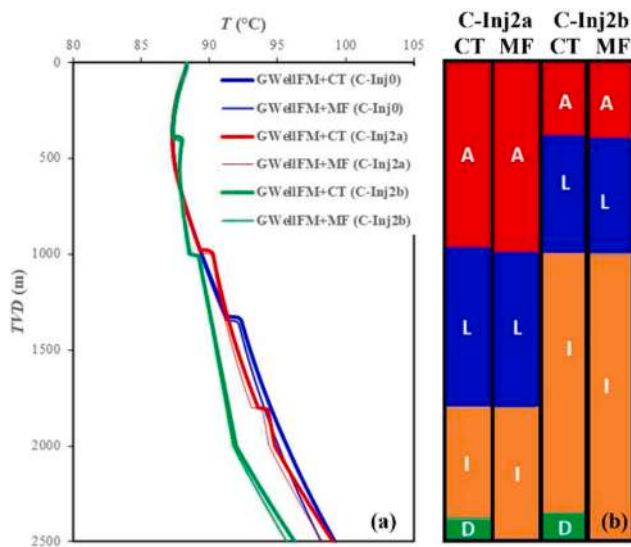 T (°C)
80 85 90 95 100 105
0
500
1000
1500
2000
2500
TVD (m)
GWellFM+CT (C-Inj0)
GWellFM+MF (C-Inj0)
GWellFM+CT (C-Inj2a)
GWellFM+MF (C-Inj2a)
GWellFM+CT (C-Inj2b)
GWellFM+MF (C-Inj2b)
(a)
C-Inj2a C-Inj2b
CT MF CT MF
A A
A A
L L
L L
I I
I I
D D
(b)